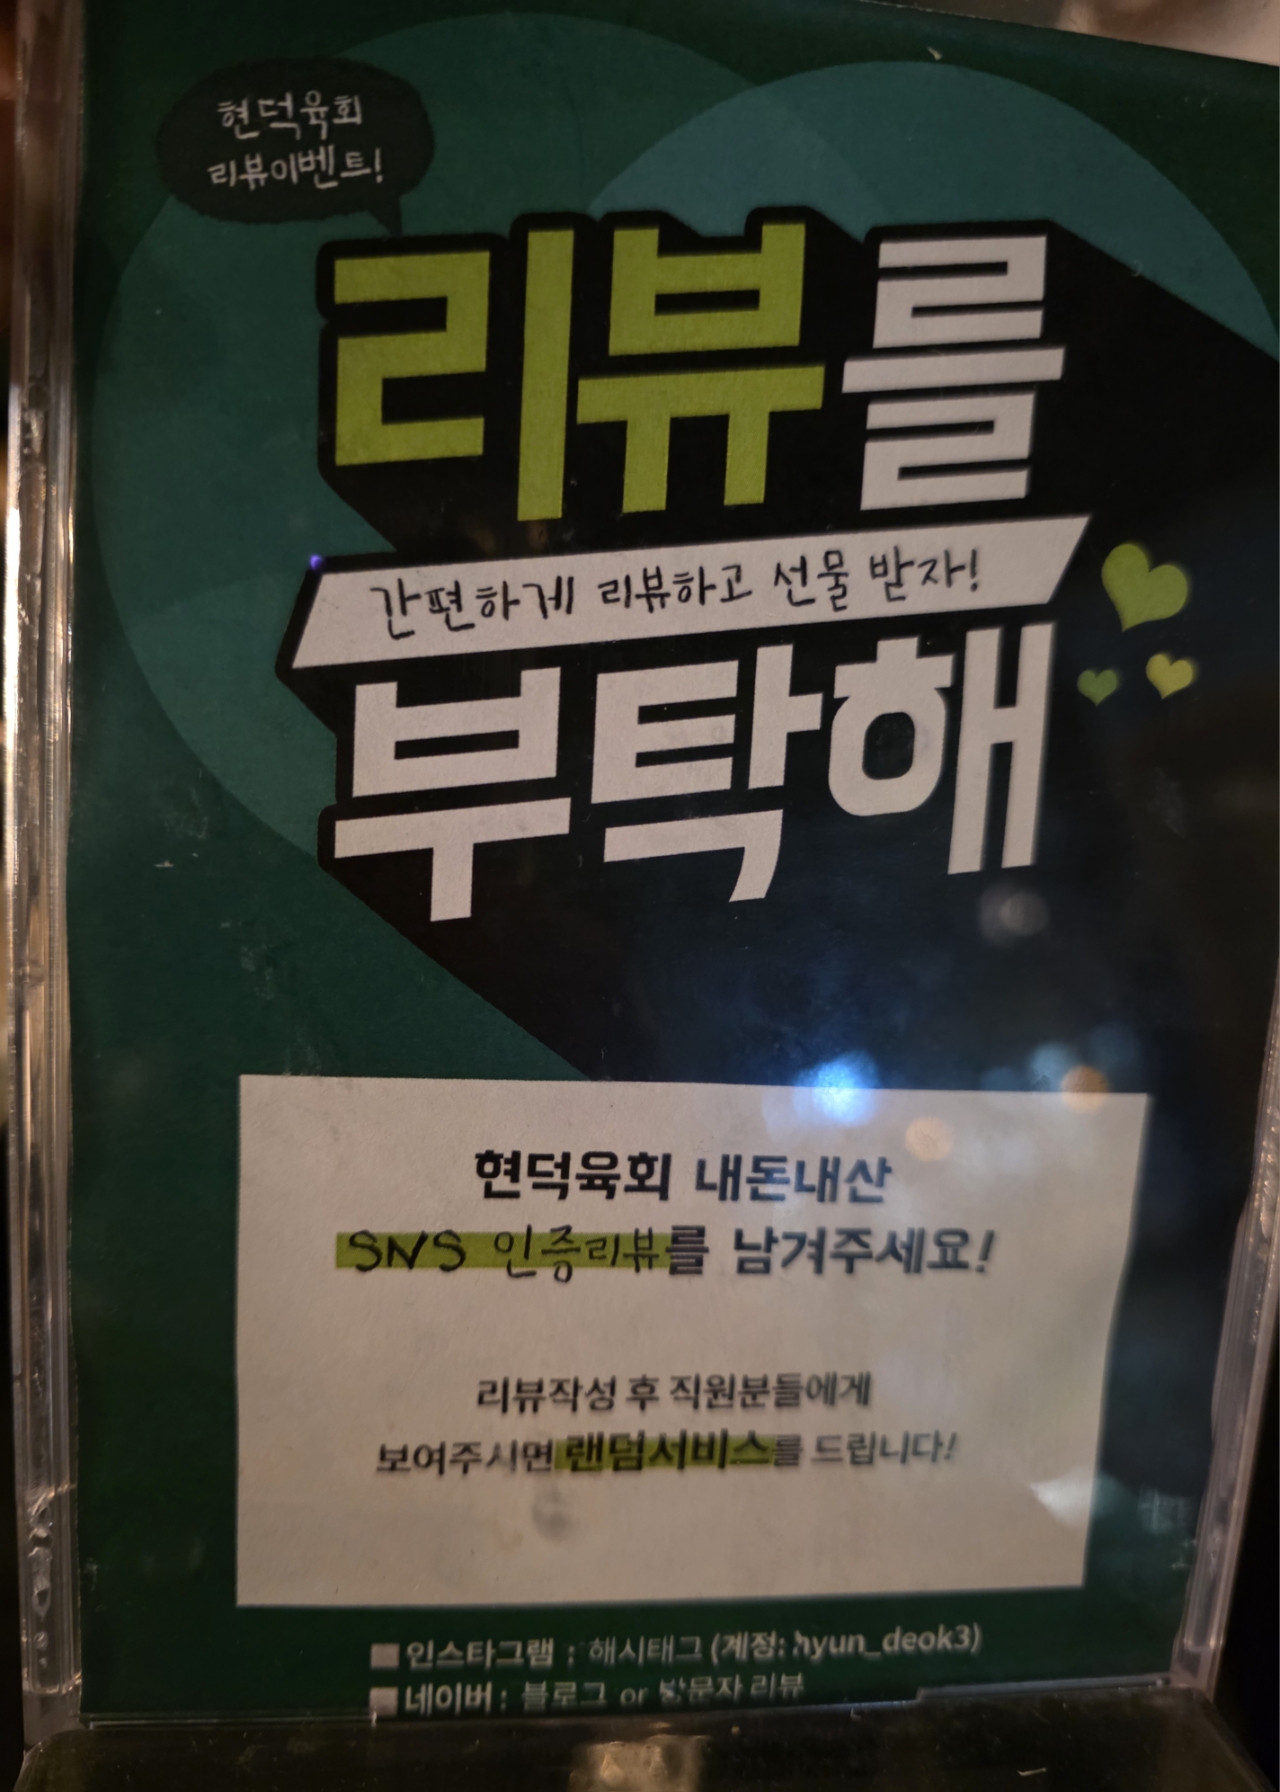 현덕육회
리뷰이벤트!
리뷰를
간편하게 리뷰하고 선물 받자!
부탁해
현덕육회 내돈내산
SNS 인증리뷰를 남겨주세요!
리뷰작성 후 직원분들에게
보여주시면 랜덤서비스를 드립니다!
인스타그램 : 해시태그 (계정: hyun_deok3)
네이버 : 블로그 or 방문자 리뷰